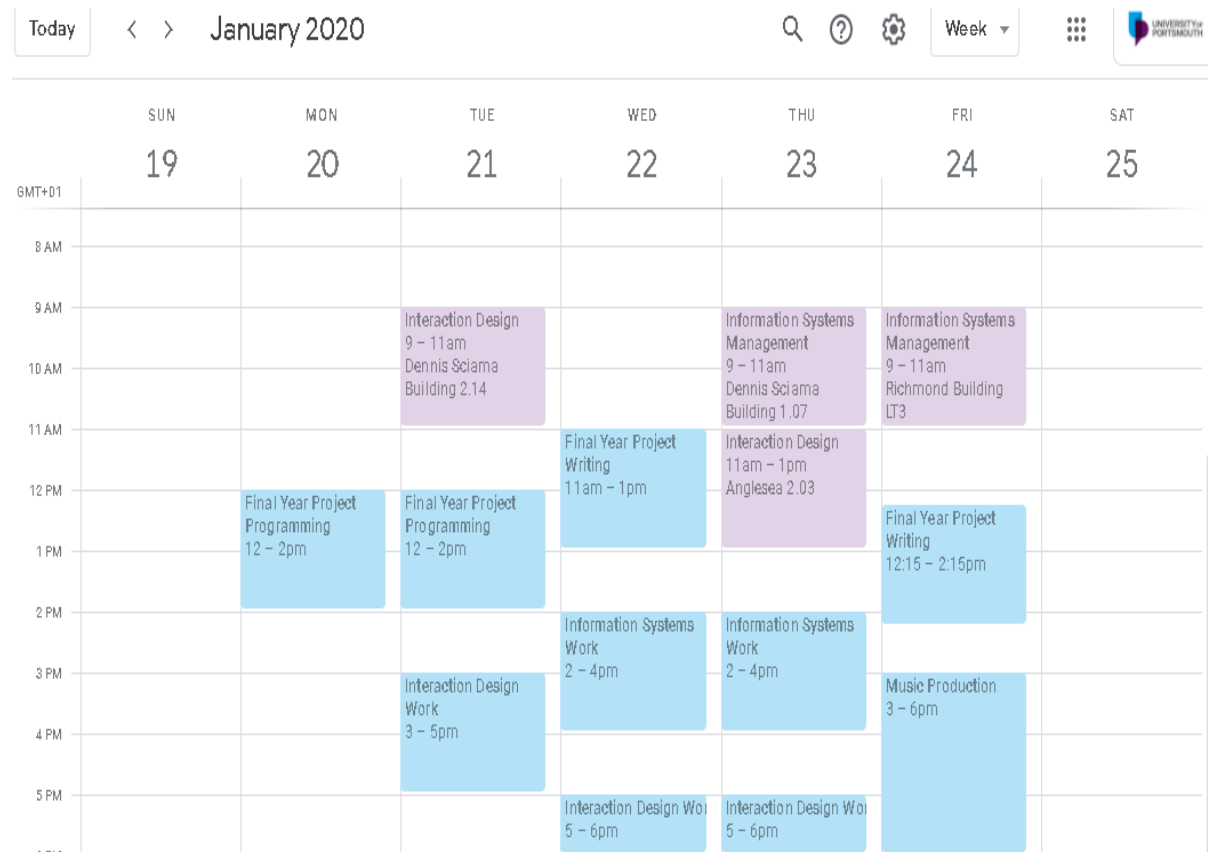 Today
January 2020
Week
UNIVERSITY OF
PORTSMOUTH
SUN
MON
TUE
WED
THU
FRI
SAT
19
20
21
22
23
24
25
GMT+01
8 AM
9 AM
10 AM
11 AM
12 PM
1 PM
2 PM
3 PM
4 PM
5 PM
Final Year Project
Programming
12 – 2pm
Interaction Design
9 – 11am
Dennis Sciama
Building 2.14
Final Year Project
Programming
12 – 2pm
Interaction Design
Work
3 – 5pm
Final Year Project
Writing
11am – 1pm
Information Systems
Work
2 – 4pm
Interaction Design Wor
5 – 6pm
Information Systems
Management
9 – 11am
Dennis Sciama
Building 1.07
Interaction Design
11am – 1pm
Anglesea 2.03
Information Systems
Work
2 – 4pm
Interaction Design Wor
5 – 6pm
Information Systems
Management
9 – 11am
Richmond Building
LT3
Final Year Project
Writing
12:15 – 2:15pm
Music Production
3 – 6pm